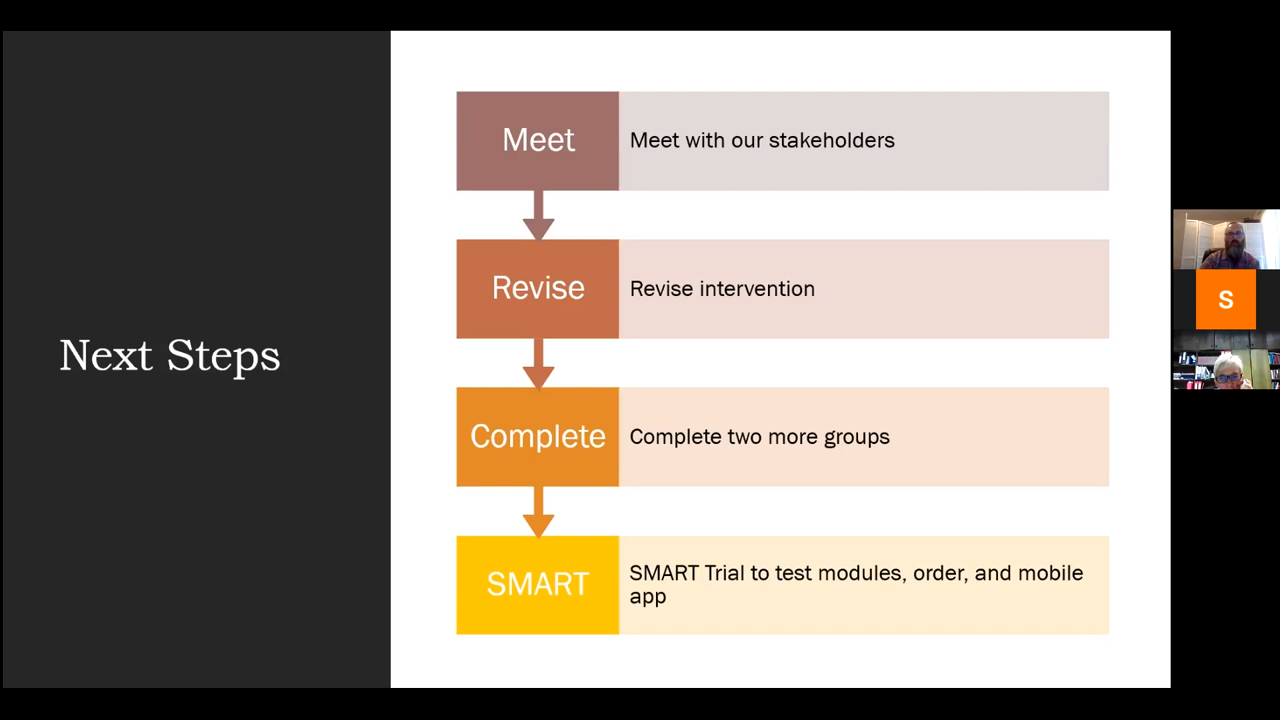 Next Steps
Meet
Meet with our stakeholders
Revise
Revise intervention
Complete
Complete two more groups
SMART
SMART Trial to test modules, order, and mobile
app
S